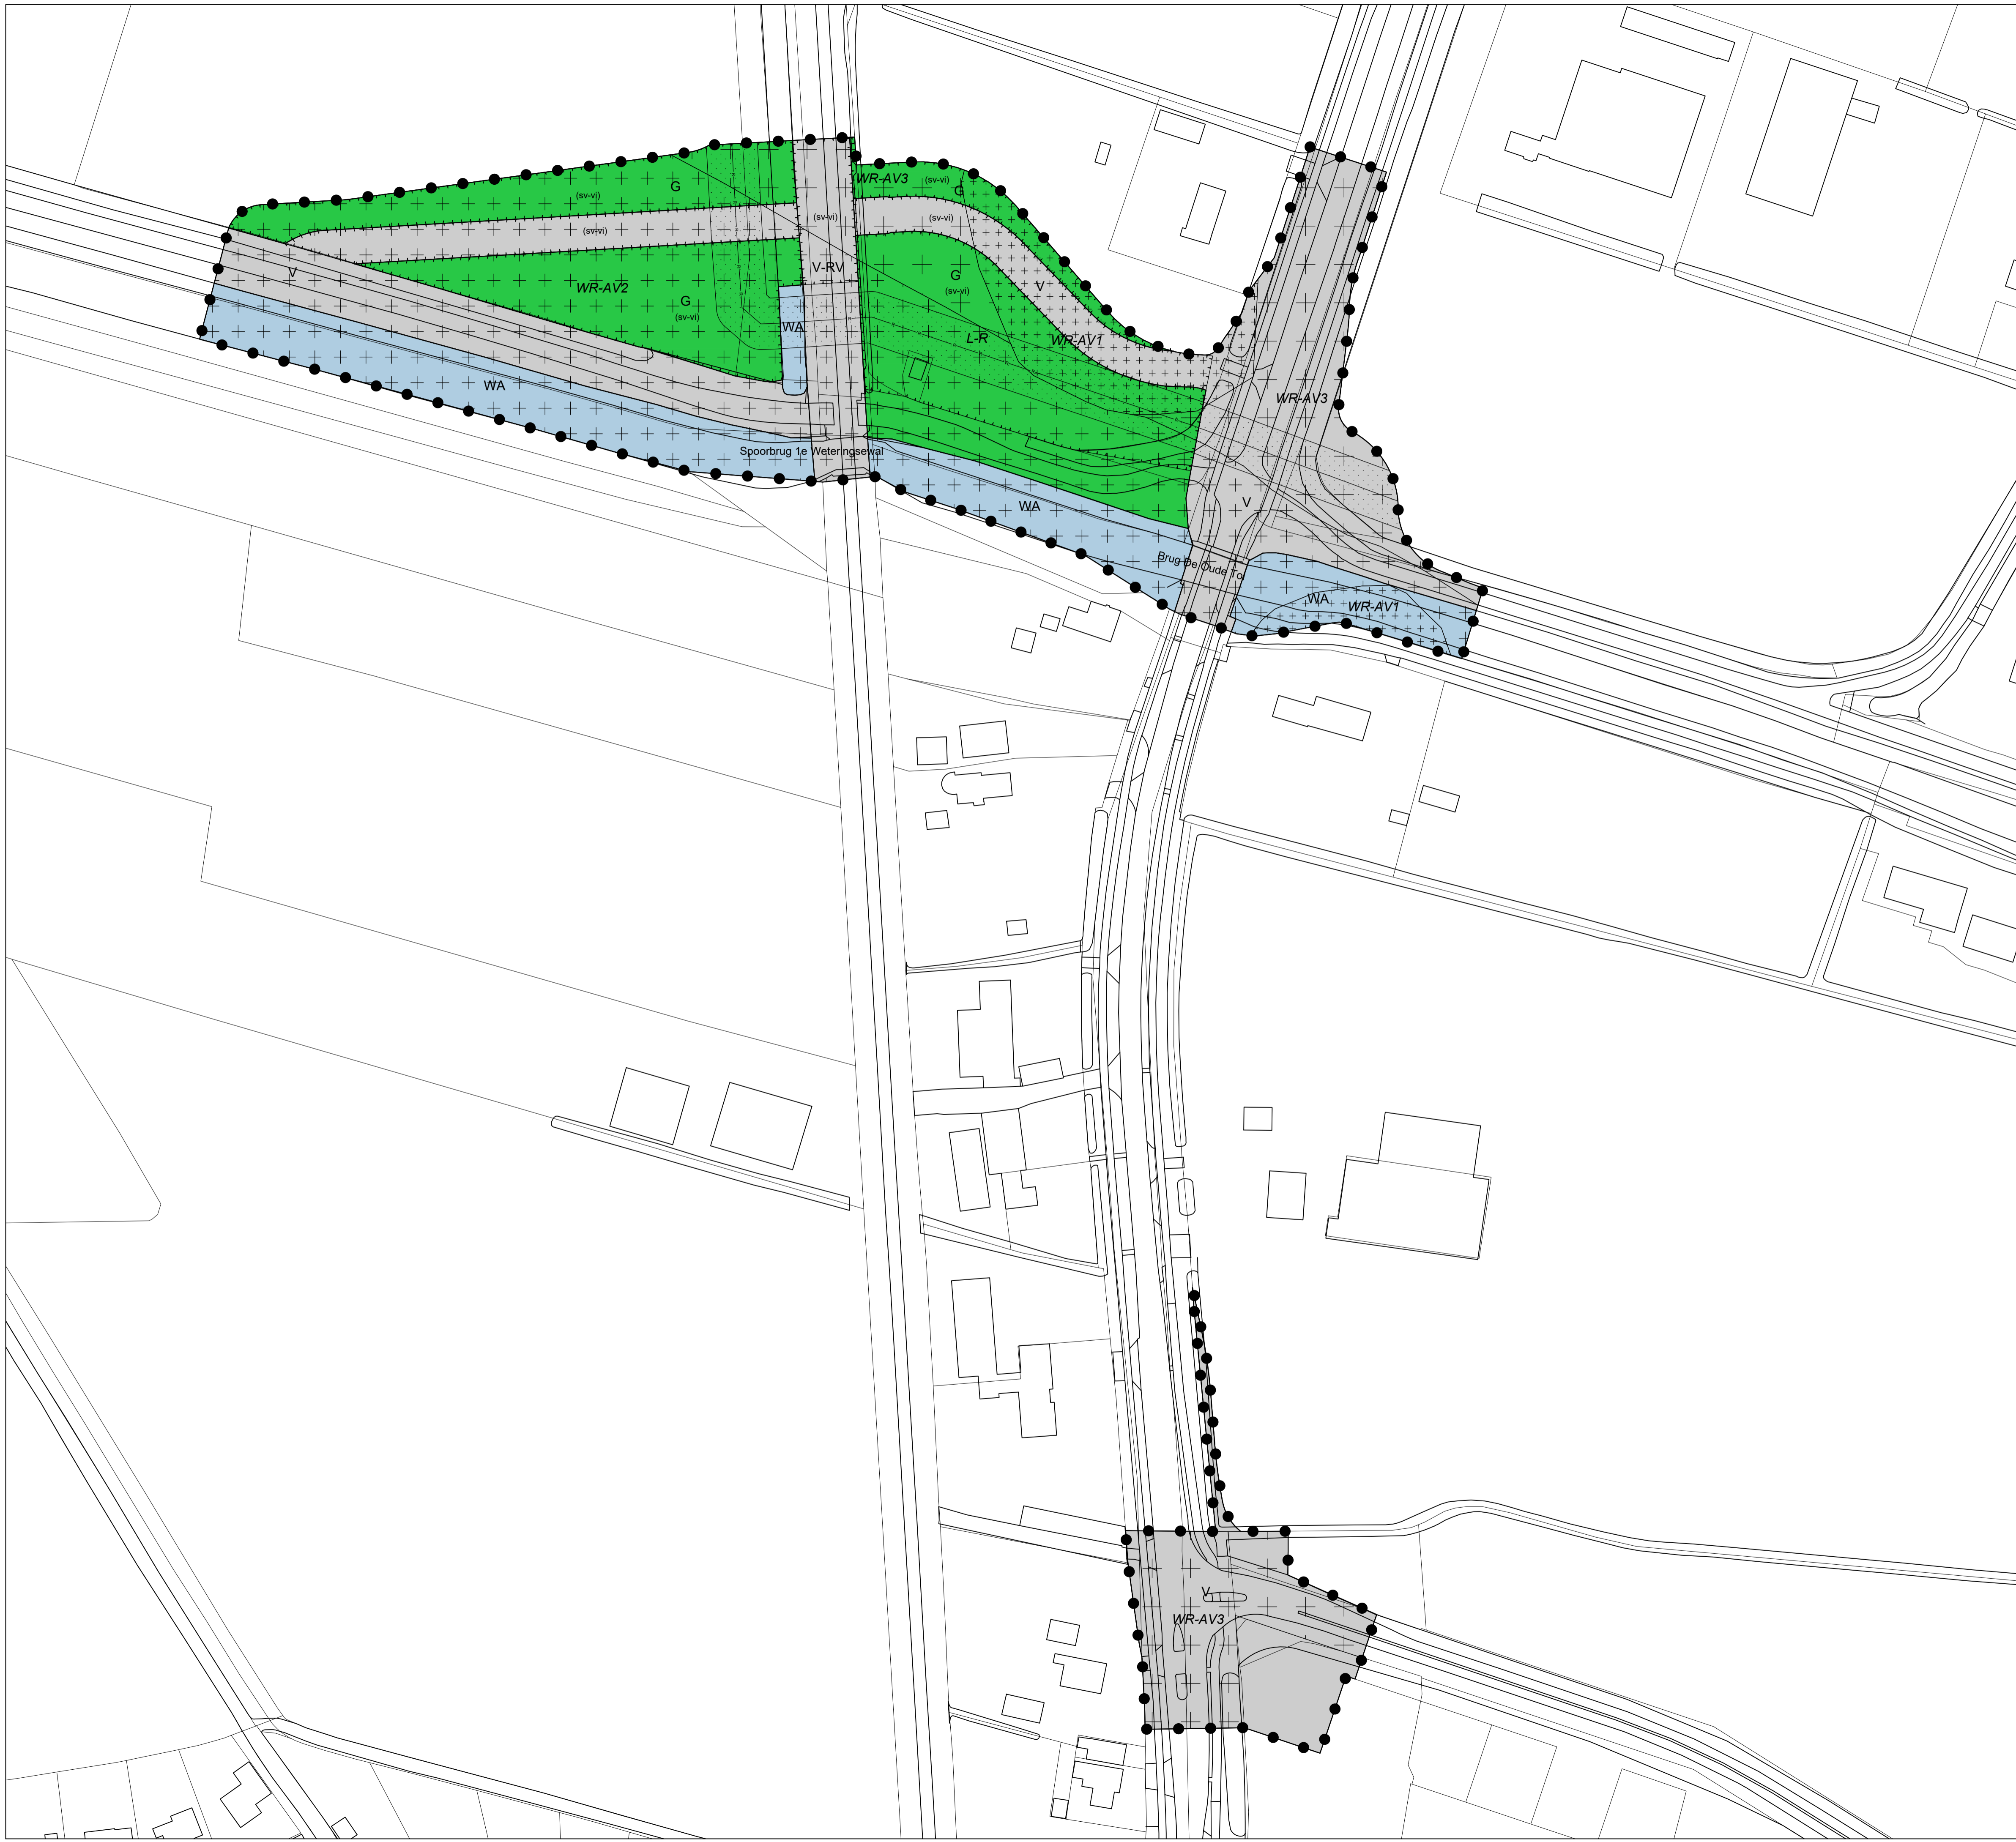 WR-AV3
(sv-vi)
G
G
(sv-vi)
(sv-vi)
(sv-vi)
(sv-vi)
V-RV
V
G
(sv-vi)
V
WR-AV2
G
(sv-vi)
WA
L-R
WR-AV1
WA
WR-AV3
Spoorbrug 1e Weteringsewal
WA
V
Brug De Oude To
WA
WR-AV1
V
WR-AV3